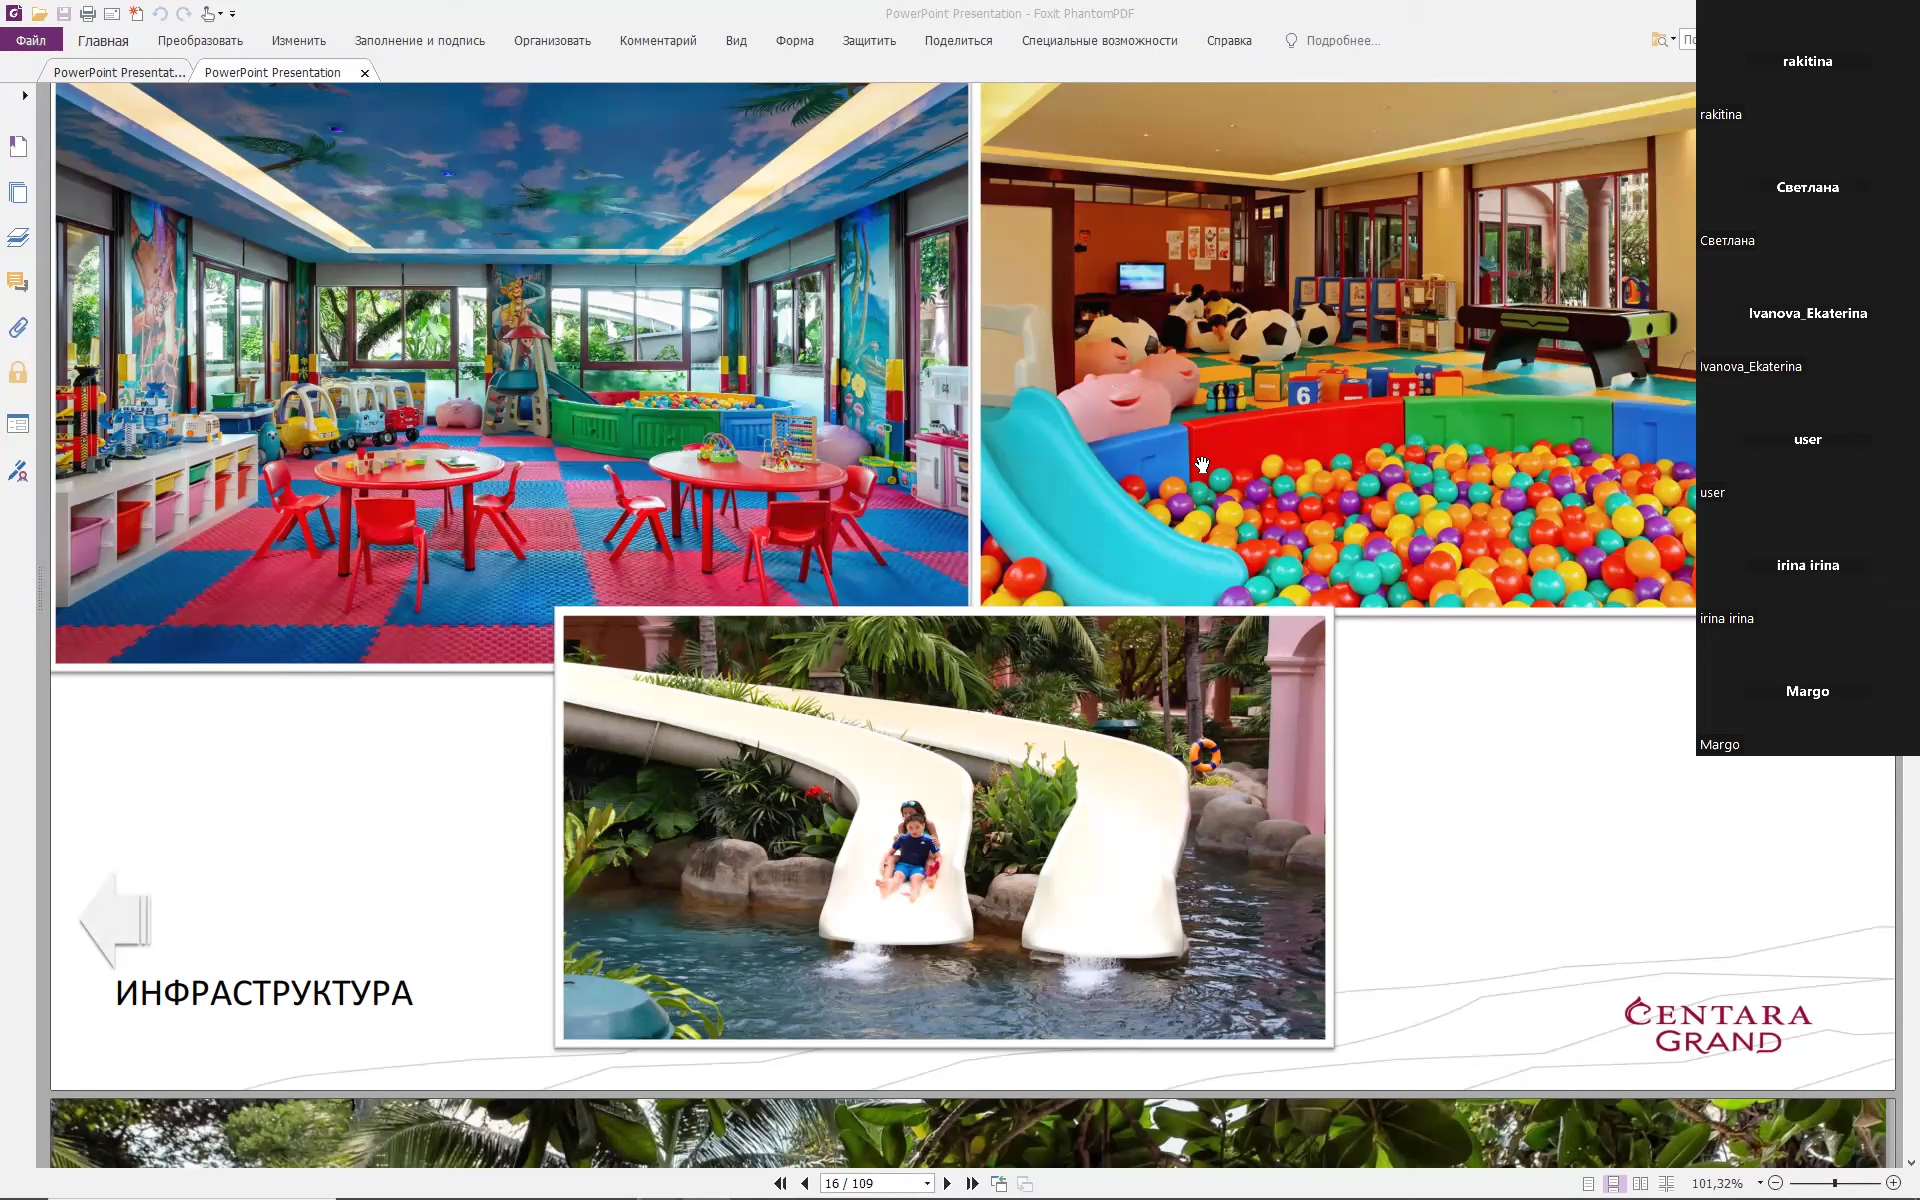 PowerPoint Presentation - Foxit PhantomPDF
Файл Главная Преобразовать Изменить Заполнение и подпись Организовать Комментарий Вид Форма Защитить Поделиться Специальные возможности Справка Подробнее... По
PowerPoint Presentat... PowerPoint Presentation
rakitina
rakitina
Светлана
Светлана
Ivanova_Ekaterina
Ivanova_Ekaterina
user
user
irina irina
irina irina
Margo
Margo
6
ИНФРАСТРУКТУРА
CENTARA
GRAND
16 / 109
101,32%